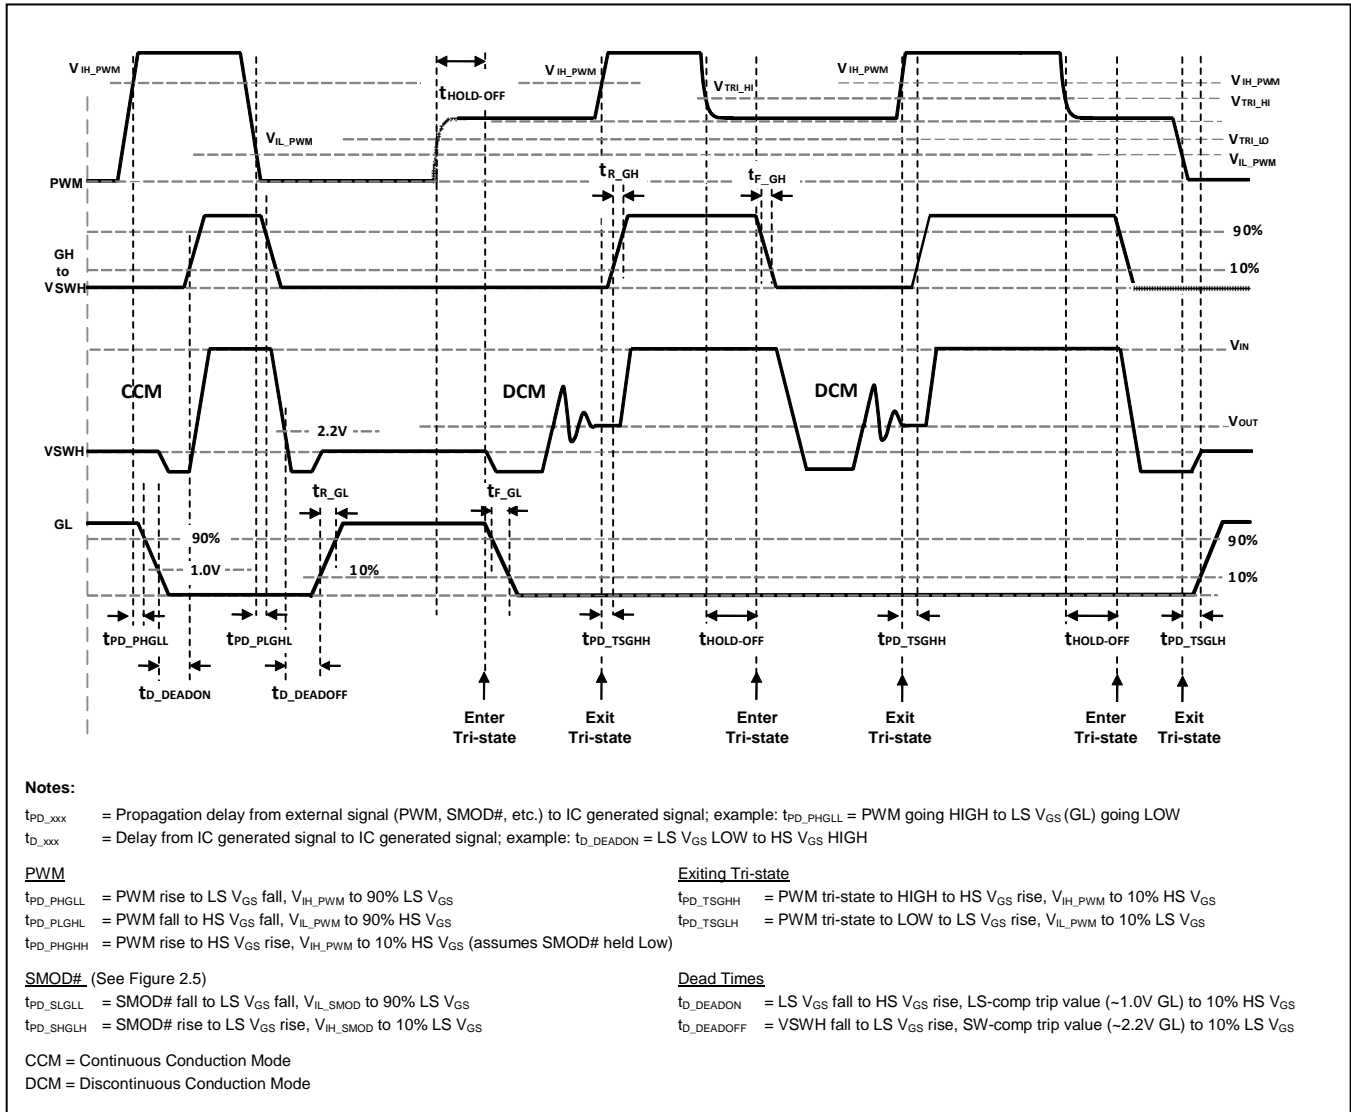 VIH_PWM
VIH_PWM
VIH_PWM
VIH_PWM
VTRI_HI
VTRI_HI
tHOLD-OFF
VIL_PWM
VTRI_LO
VIL_PWM
PWM
tR_GH
tF_GH
90%
GH
to
VSWH
10%
VIN
CCM
DCM
DCM
2.2V
VOUT
VSWH
tR_GL
tF_GL
GL
90%
90%
1.0V
10%
10%
tPD_PHGLL
tPD_PLGHL
tPD_TSGHH
tHOLD-OFF
tPD_TSGHH
tHOLD-OFF
tPD_TSGLH
tD_DEADON
tD_DEADOFF
Enter
Tri-state
Exit
Tri-state
Enter
Tri-state
Exit
Tri-state
Enter
Tri-state
Exit
Tri-state
Notes:
tPD_xxx = Propagation delay from external signal (PWM, SMOD#, etc.) to IC generated signal; example: tPD_PHGLL = PWM going HIGH to LS VGS (GL) going LOW
tD_xxx = Delay from IC generated signal to IC generated signal; example: tD_DEADON = LS VGS LOW to HS VGS HIGH
PWM
tPD_PHGLL = PWM rise to LS VGS fall, VIH_PWM to 90% LS VGS
tPD_PLGHL = PWM fall to HS VGS fall, VIL_PWM to 90% HS VGS
tPD_PHGHH = PWM rise to HS VGS rise, VIH_PWM to 10% HS VGS (assumes SMOD# held Low)
Exiting Tri-state
tPD_TSGHH = PWM tri-state to HIGH to HS VGS rise, VIH_PWM to 10% HS VGS
tPD_TSGLH = PWM tri-state to LOW to LS VGS rise, VIL_PWM to 10% LS VGS
SMOD# (See Figure 2.5)
tPD_SLGLL = SMOD# fall to LS VGS fall, VIL_SMOD to 90% LS VGS
tPD_SHGLH = SMOD# rise to LS VGS rise, VIH_SMOD to 10% LS VGS
Dead Times
tD_DEADON = LS VGS fall to HS VGS rise, LS-comp trip value (~1.0V GL) to 10% HS VGS
tD_DEADOFF = VSWH fall to LS VGS rise, SW-comp trip value (~2.2V GL) to 10% LS VGS
CCM = Continuous Conduction Mode
DCM = Discontinuous Conduction Mode